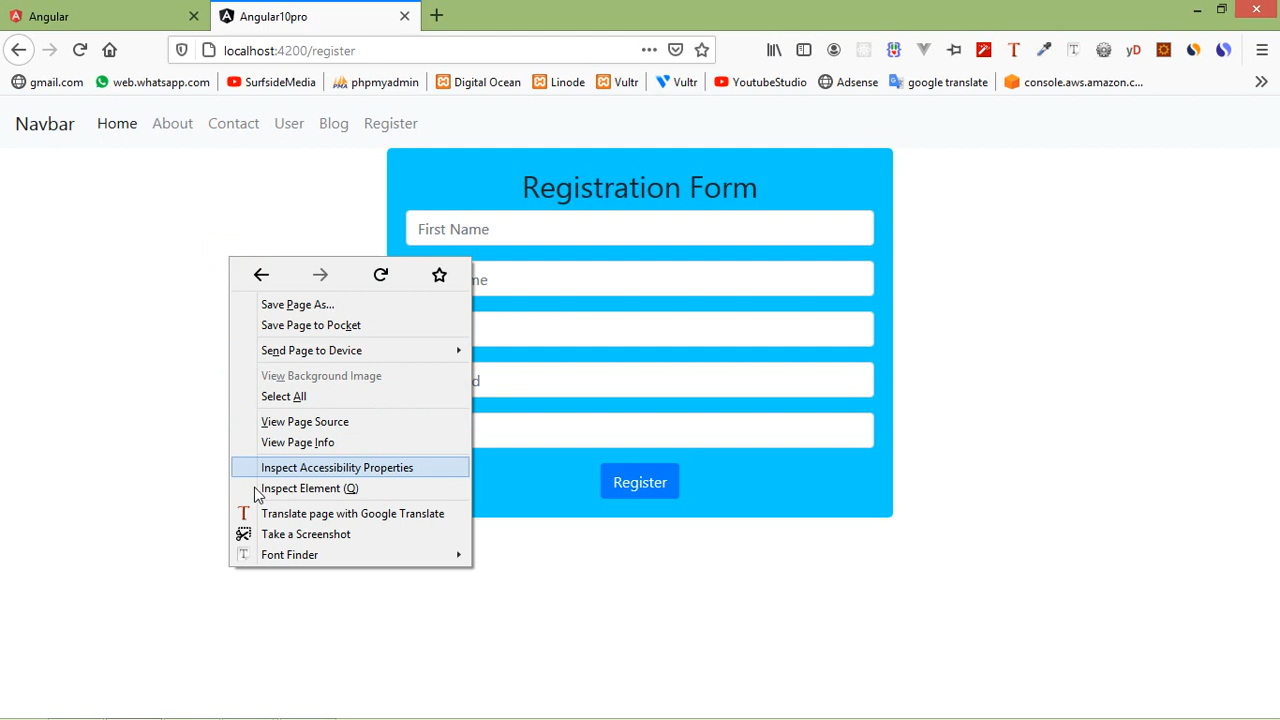 Angular
Angular10pro
localhost:4200/register
gmail.com web.whatsapp.com SurfsideMedia phpmyadmin Digital Ocean Linode Vultr Vultr YoutubeStudio Adsense google translate console.aws.amazon.c...
Navbar Home About Contact User Blog Register
Registration Form
First Name
me
d
Register
Save Page As...
Save Page to Pocket
Send Page to Device
View Background Image
Select All
View Page Source
View Page Info
Inspect Accessibility Properties
Inspect Element (Q)
Translate page with Google Translate
Take a Screenshot
Font Finder